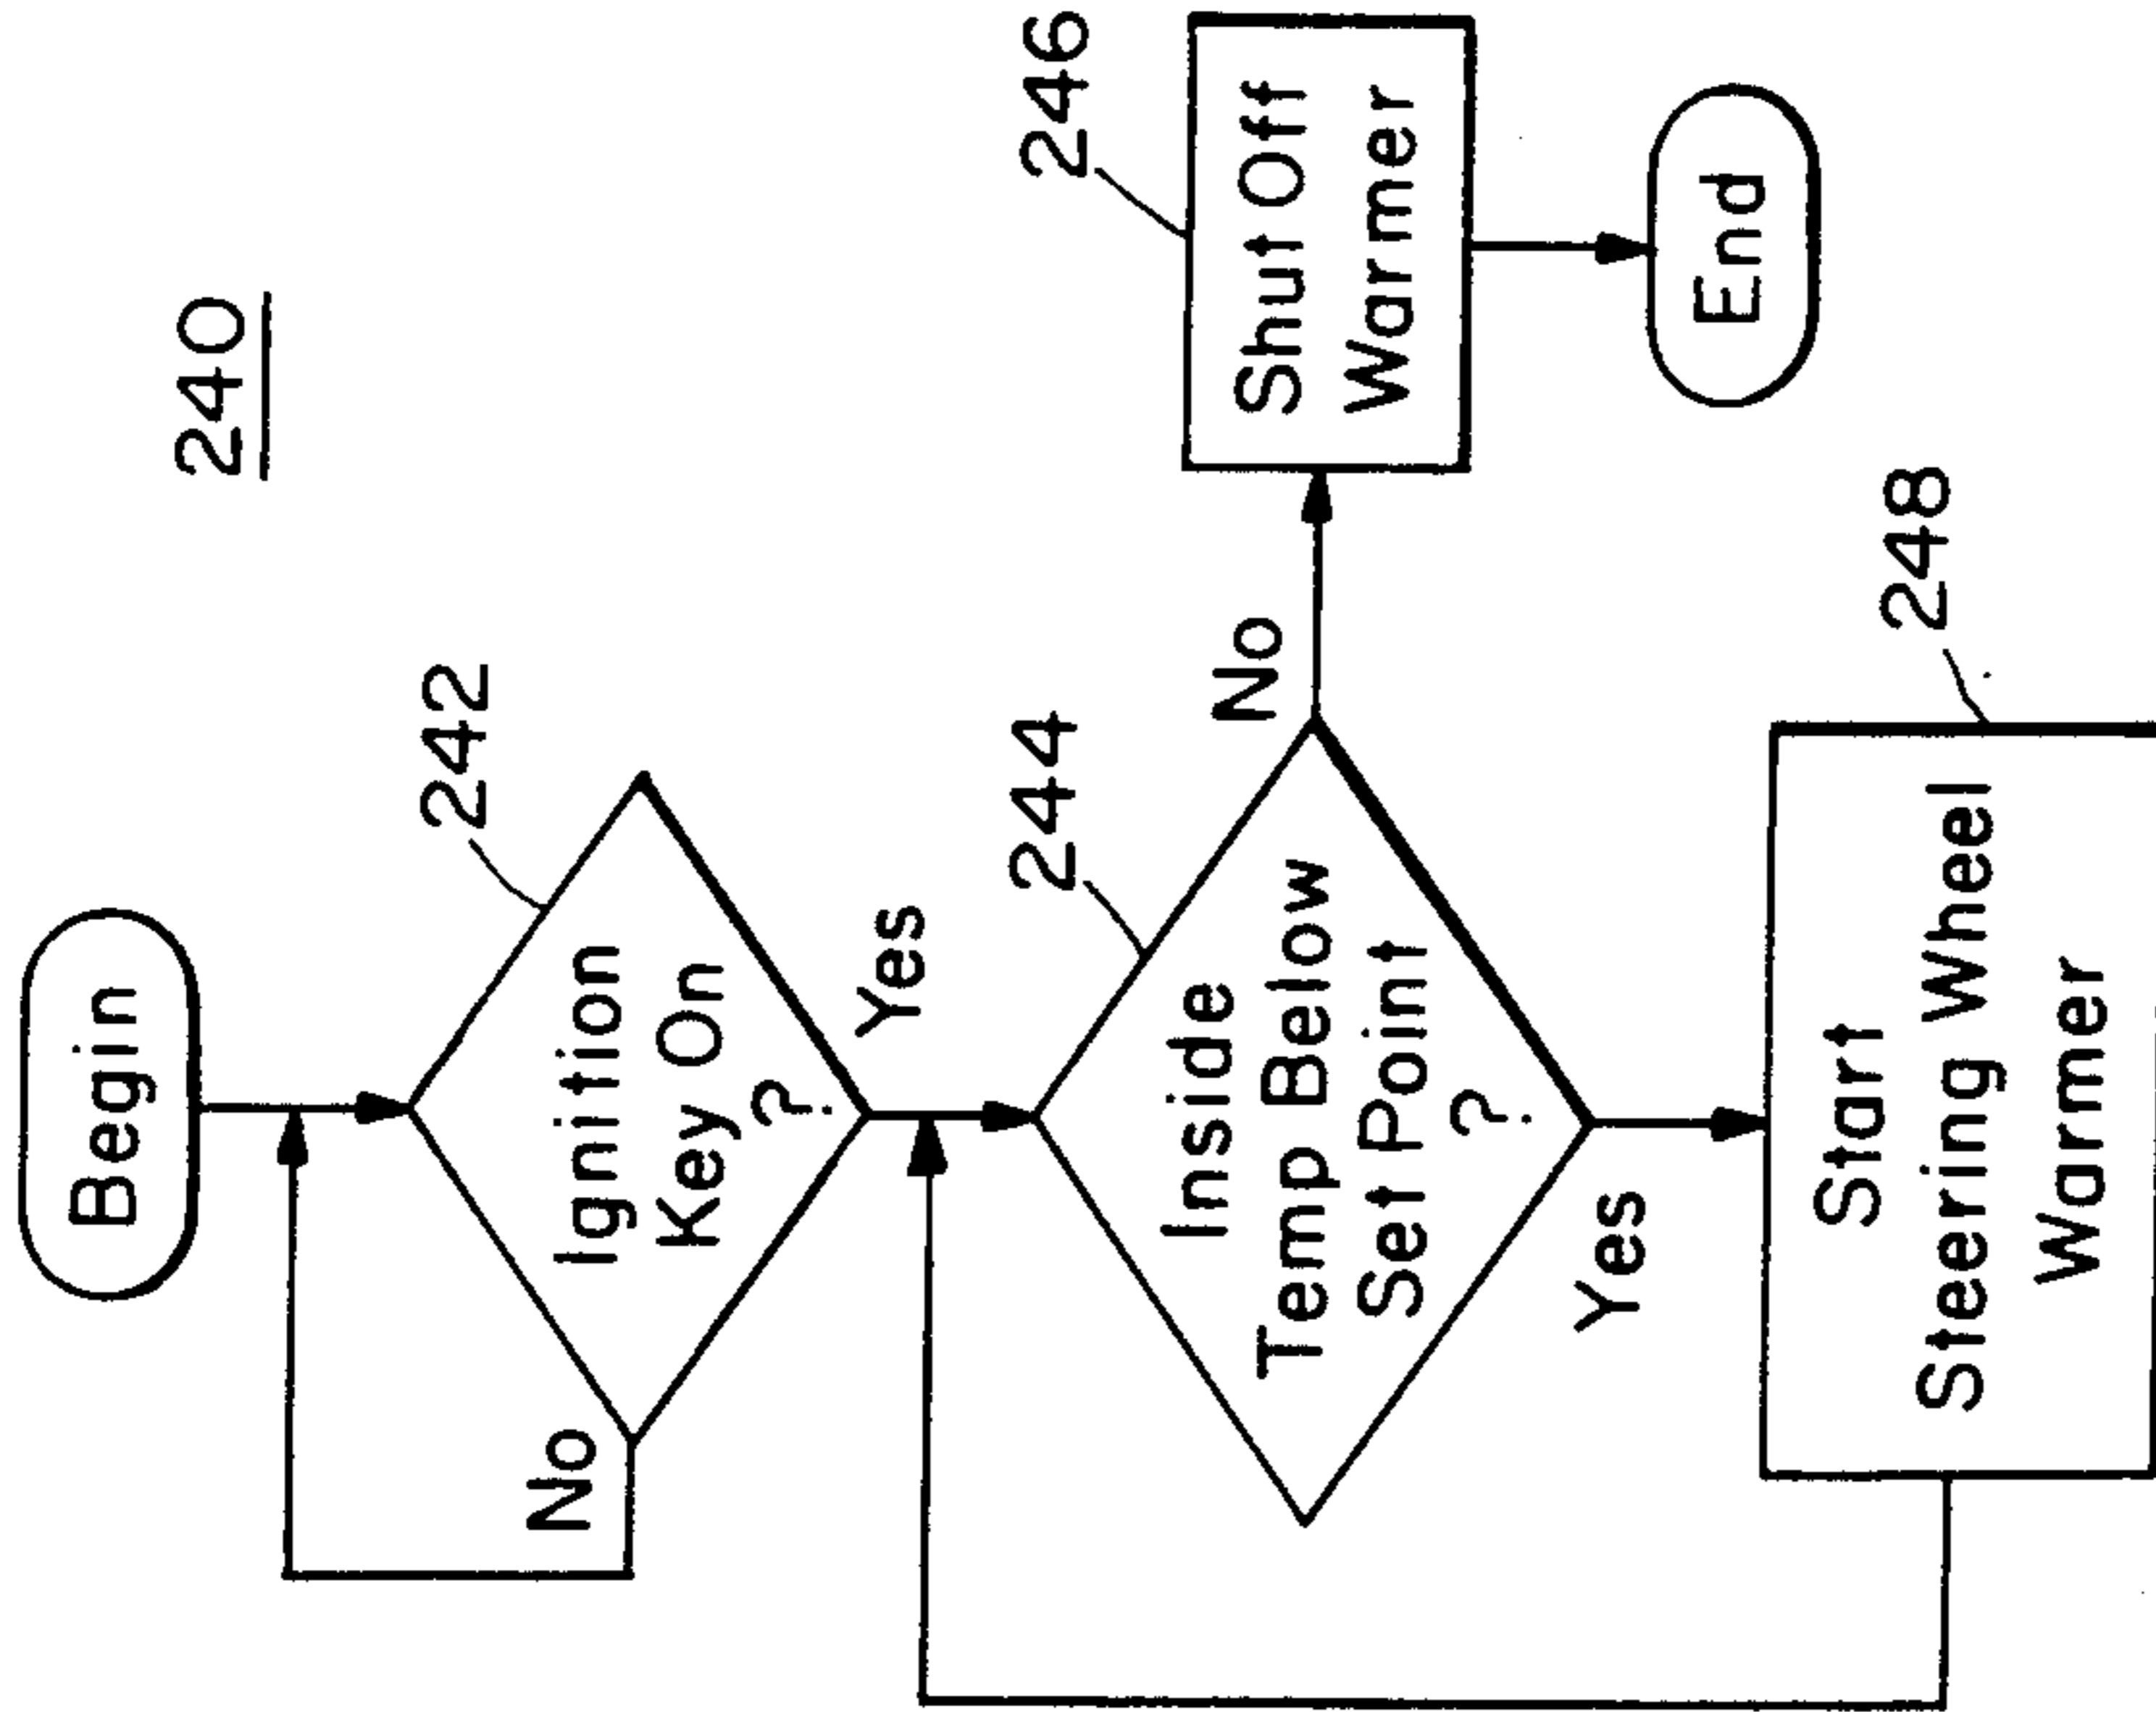 240
Begin
242
Ignition
Key On
?
No
Yes
244
Inside
Temp Below
Set Point
?
No
Yes
246
Shut Off
Warmer
End
248
Start
Steering Wheel
Warmer